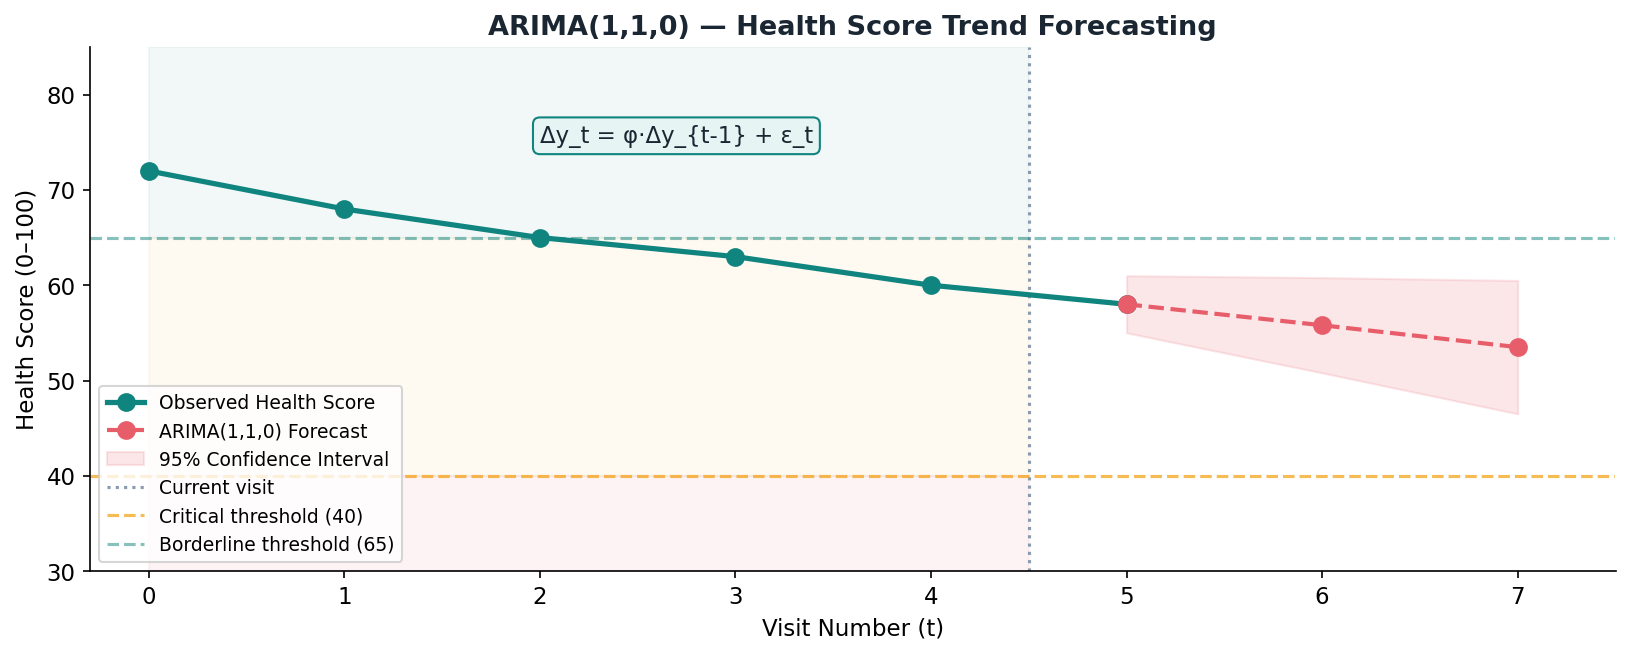 ARIMA(1,1,0) — Health Score Trend Forecasting
Health Score (0–100)
80
70
60
50
40
30
Δy_t = φ·Δy_{t-1} + ε_t
Observed Health Score
ARIMA(1,1,0) Forecast
95% Confidence Interval
Current visit
Critical threshold (40)
Borderline threshold (65)
0 1 2 3 4 5 6 7
Visit Number (t)